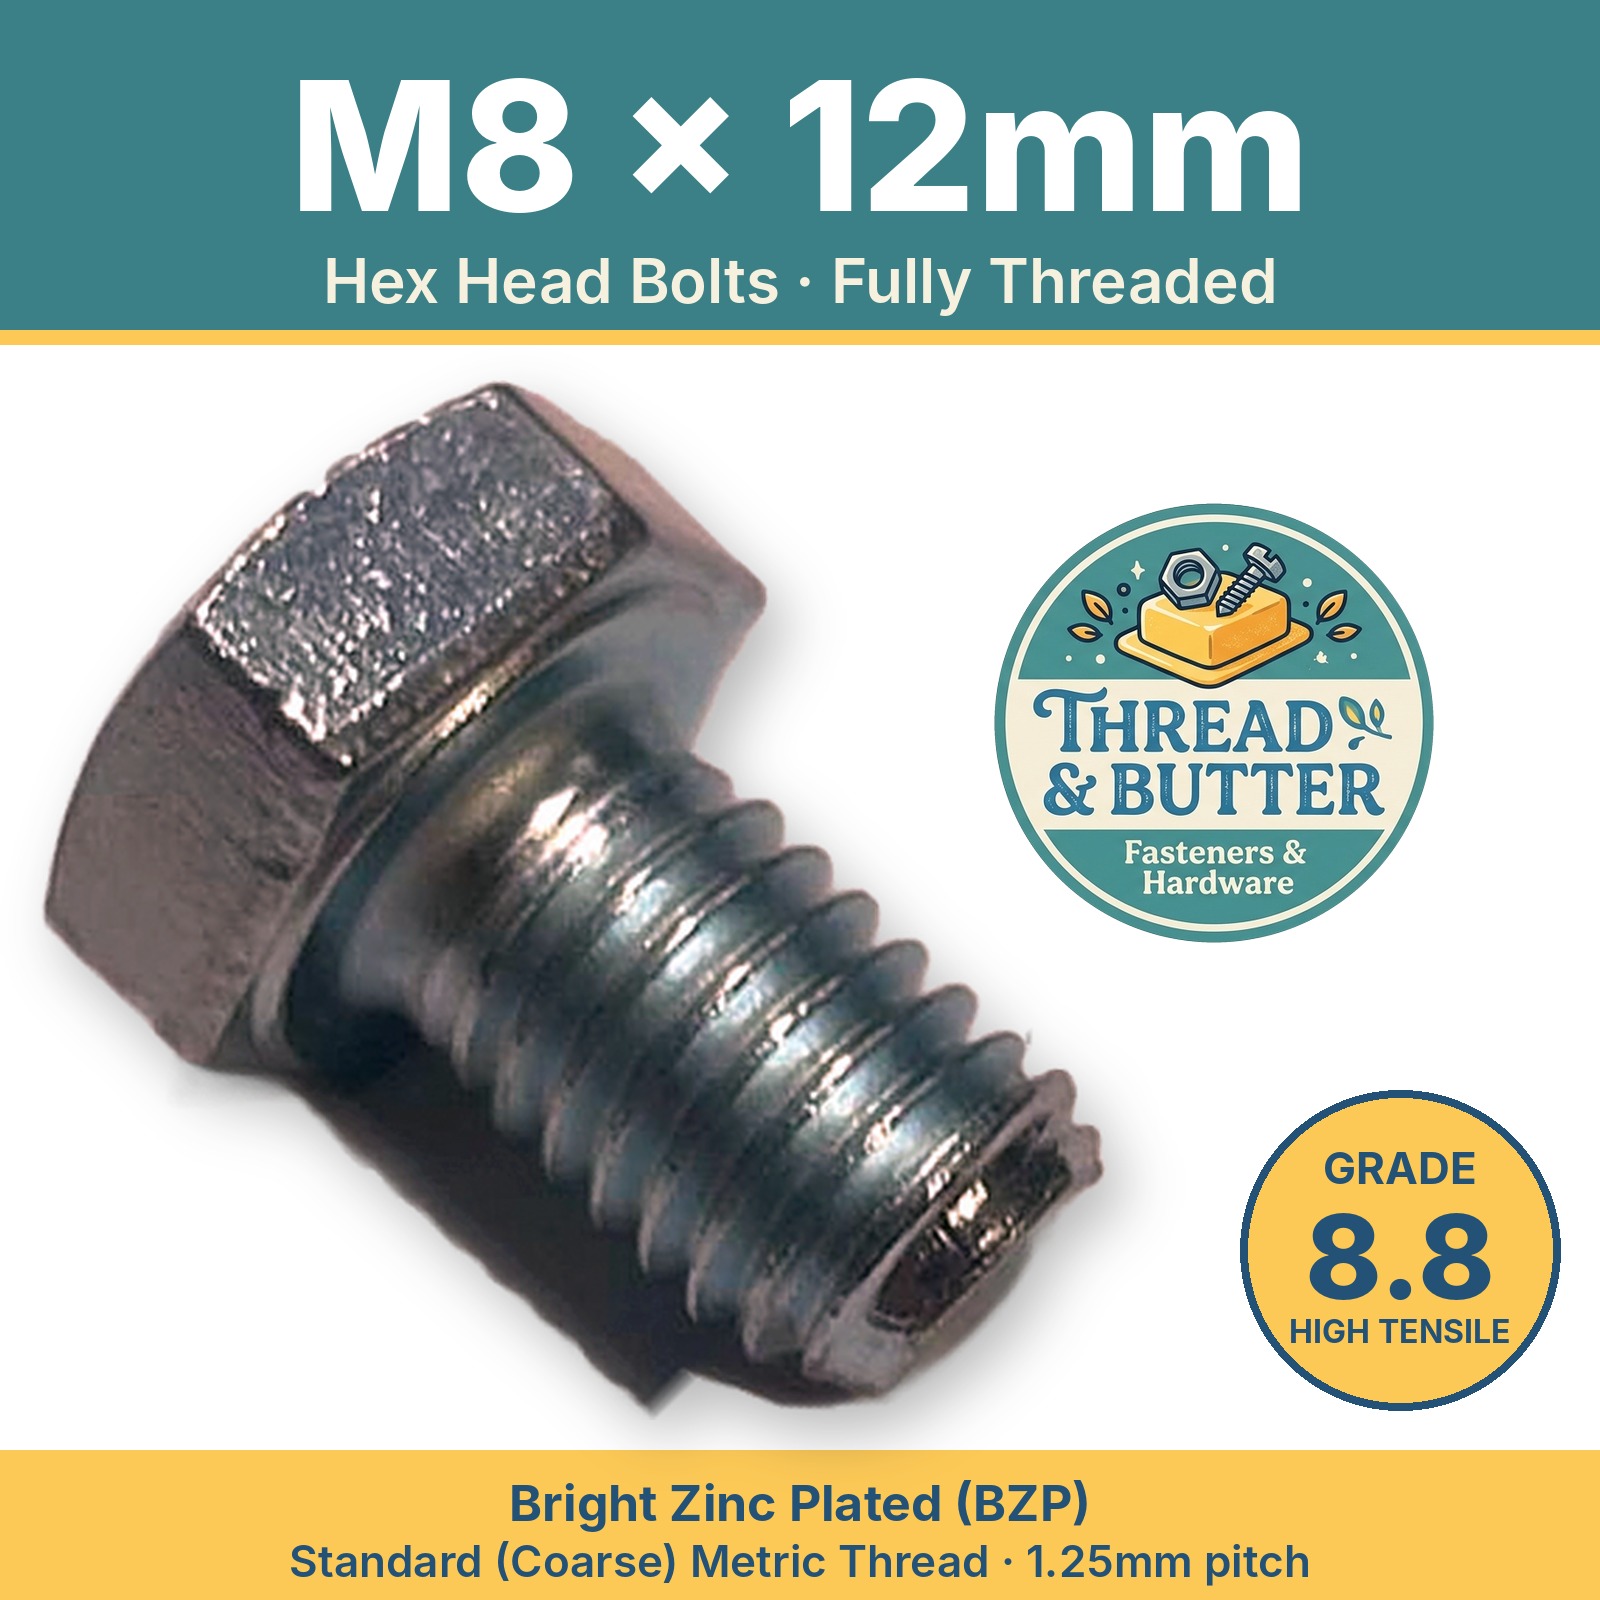 M8 × 12mm
Hex Head Bolts · Fully Threaded
THREAD
& BUTTER
Fasteners &
Hardware
GRADE
8.8
HIGH TENSILE
Bright Zinc Plated (BZP)
Standard (Coarse) Metric Thread · 1.25mm pitch